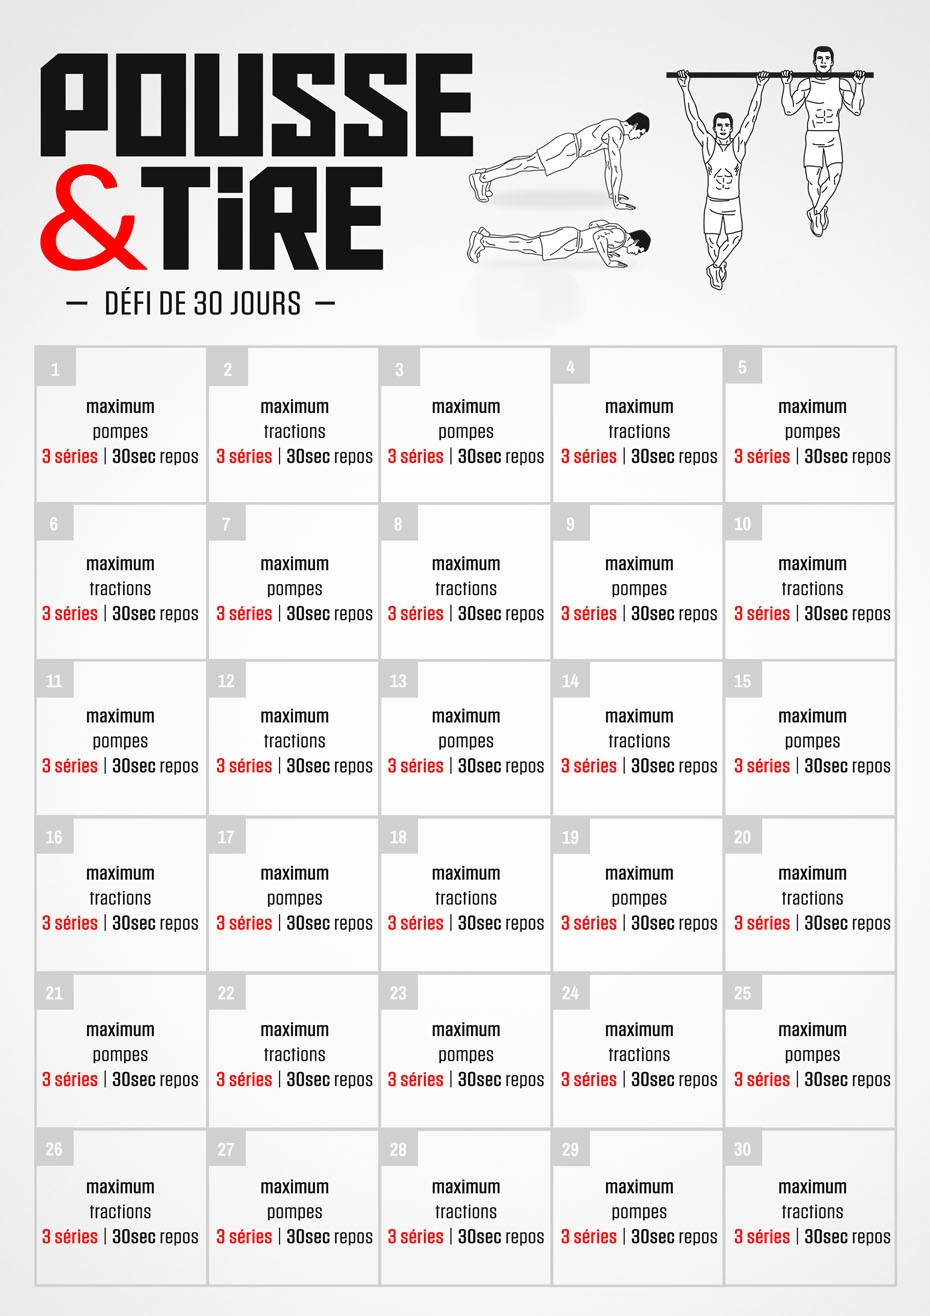 POUSSE
&TiRE
— DÉFI DE 30 JOURS —
1
maximum
pompes
3 séries | 30sec repos
2
maximum
tractions
3 séries | 30sec repos
3
maximum
pompes
3 séries | 30sec repos
4
maximum
tractions
3 séries | 30sec repos
5
maximum
pompes
3 séries | 30sec repos
6
maximum
tractions
3 séries | 30sec repos
7
maximum
pompes
3 séries | 30sec repos
8
maximum
tractions
3 séries | 30sec repos
9
maximum
pompes
3 séries | 30sec repos
10
maximum
tractions
3 séries | 30sec repos
11
maximum
pompes
3 séries | 30sec repos
12
maximum
tractions
3 séries | 30sec repos
13
maximum
pompes
3 séries | 30sec repos
14
maximum
tractions
3 séries | 30sec repos
15
maximum
pompes
3 séries | 30sec repos
16
maximum
tractions
3 séries | 30sec repos
17
maximum
pompes
3 séries | 30sec repos
18
maximum
tractions
3 séries | 30sec repos
19
maximum
pompes
3 séries | 30sec repos
20
maximum
tractions
3 séries | 30sec repos
21
maximum
pompes
3 séries | 30sec repos
22
maximum
tractions
3 séries | 30sec repos
23
maximum
pompes
3 séries | 30sec repos
24
maximum
tractions
3 séries | 30sec repos
25
maximum
pompes
3 séries | 30sec repos
26
maximum
tractions
3 séries | 30sec repos
27
maximum
pompes
3 séries | 30sec repos
28
maximum
tractions
3 séries | 30sec repos
29
maximum
pompes
3 séries | 30sec repos
30
maximum
tractions
3 séries | 30sec repos